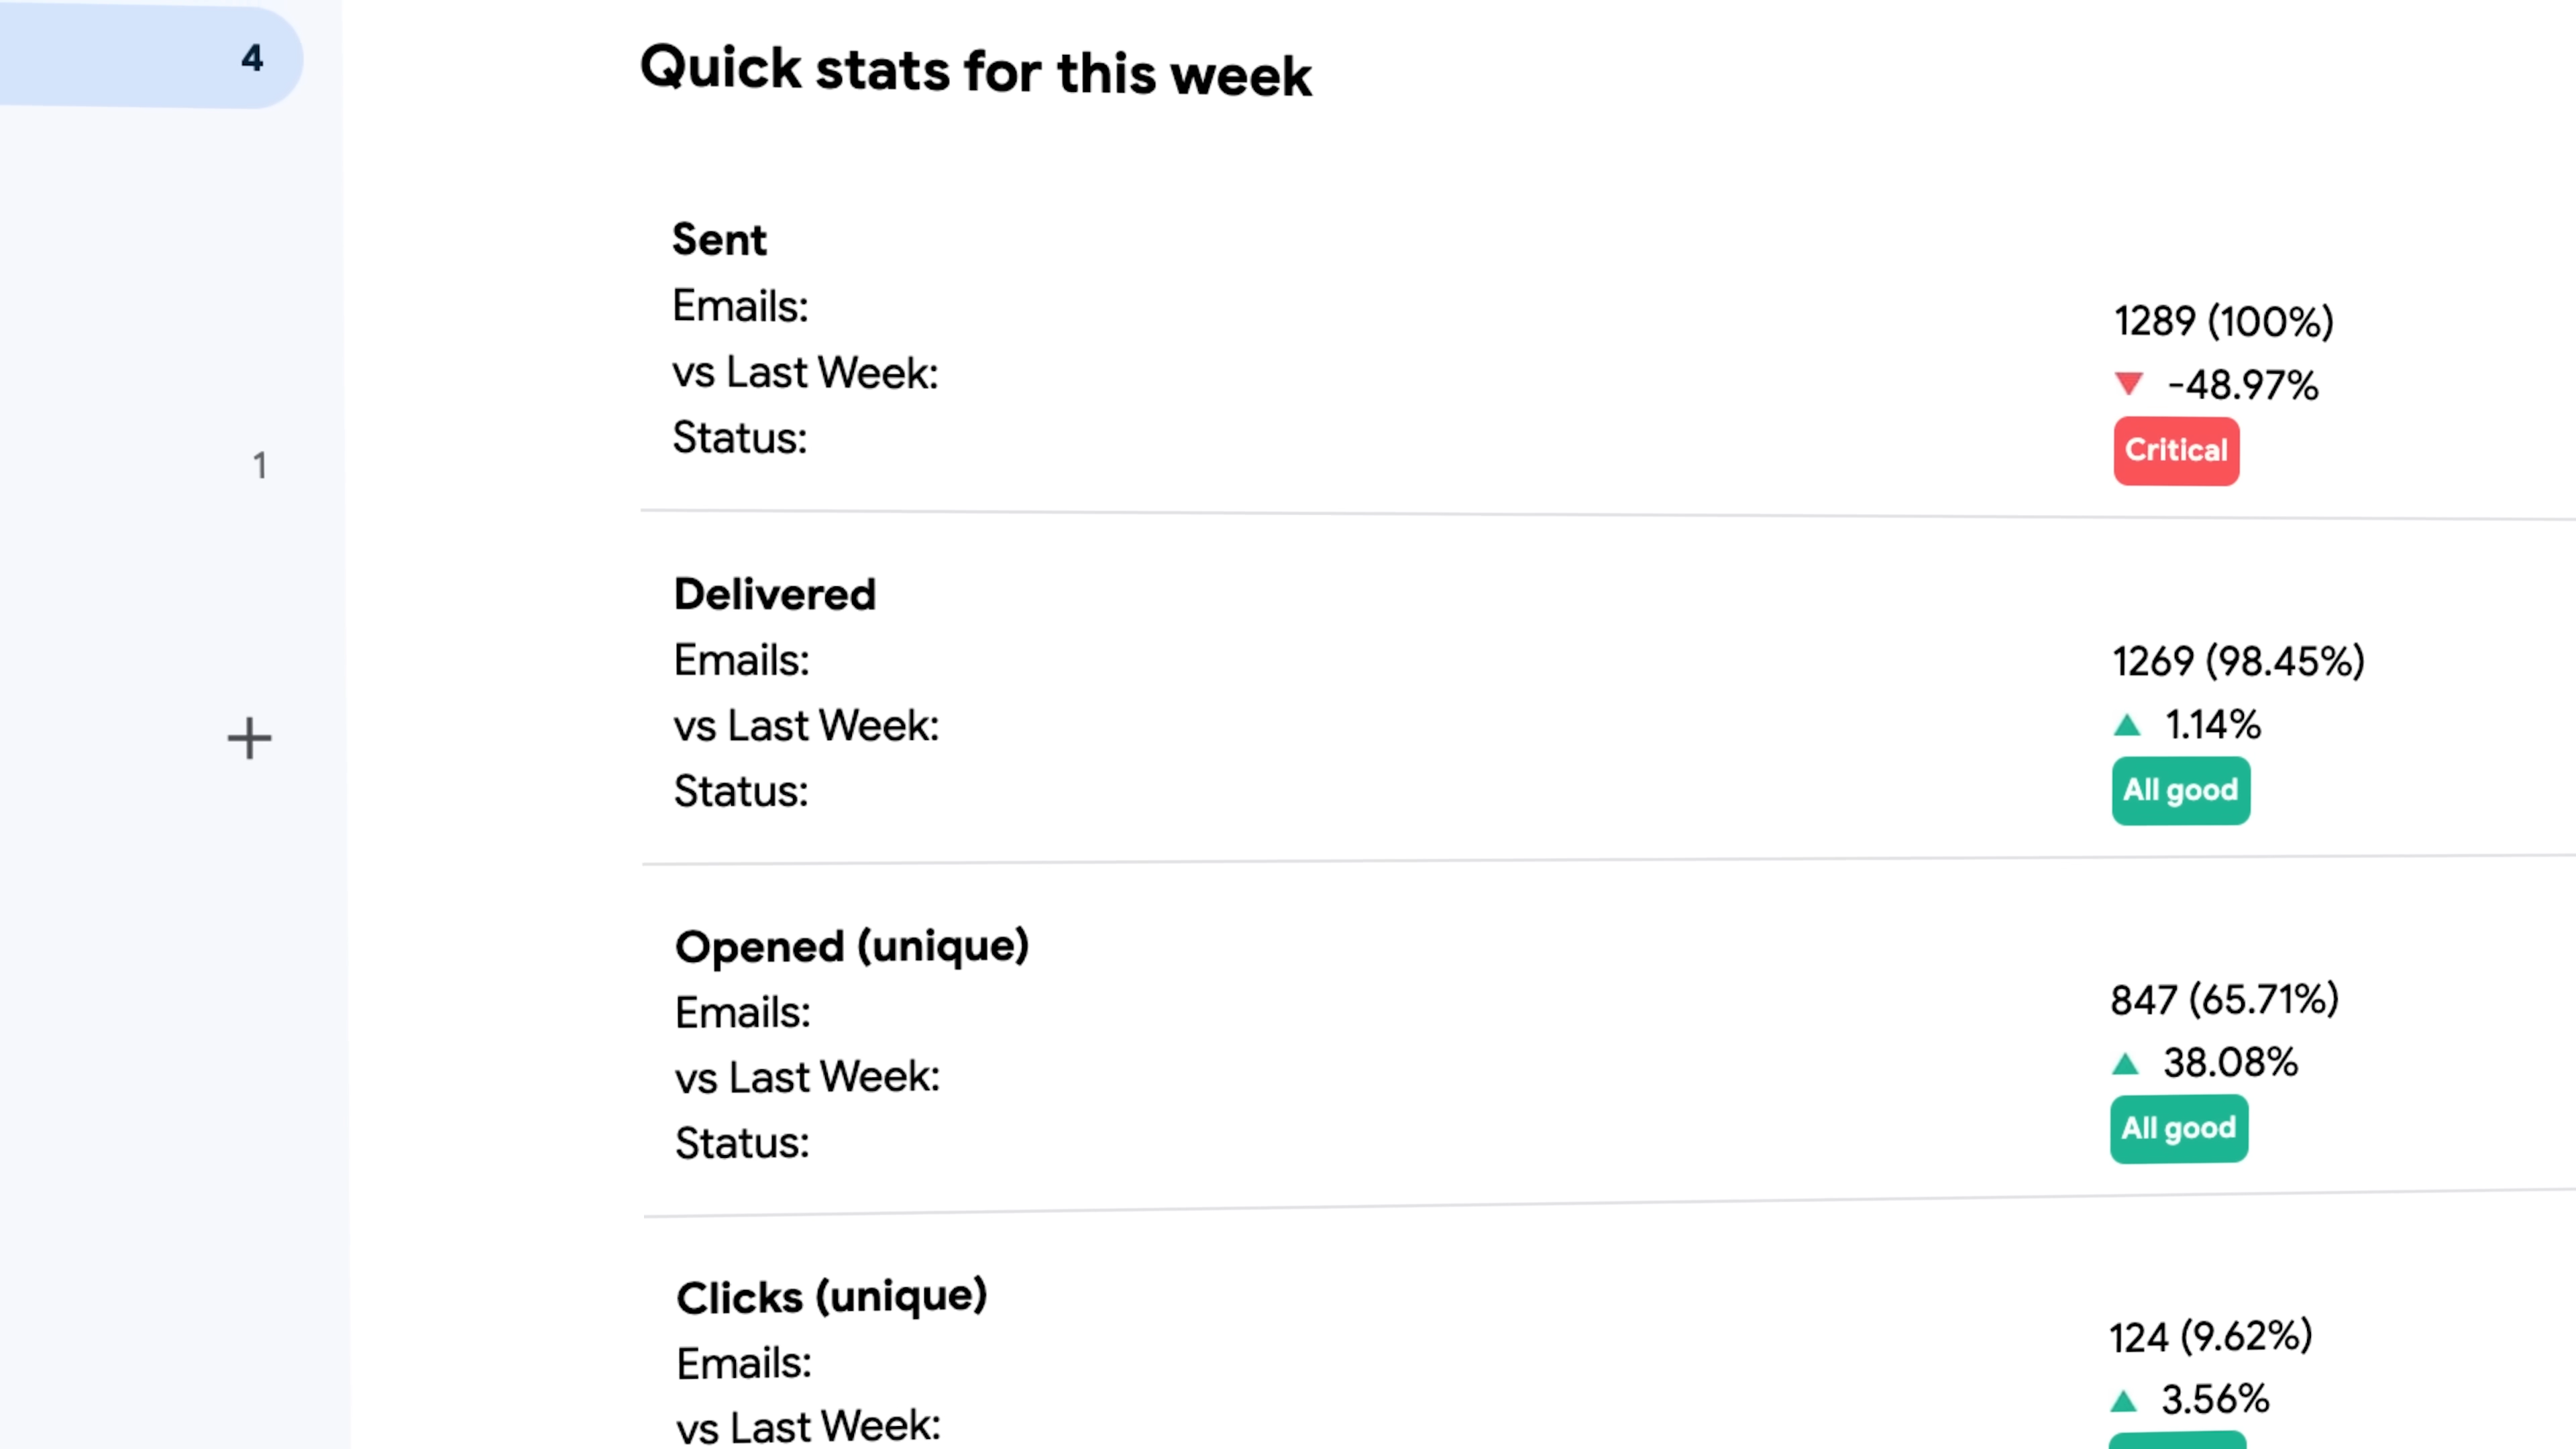 4
Quick stats for this week
Sent
Emails: 1289 (100%)
vs Last Week: ▼ -48.97%
Status: Critical
1
Delivered
Emails: 1269 (98.45%)
vs Last Week: ▲ 1.14%
Status: All good
+
Opened (unique)
Emails: 847 (65.71%)
vs Last Week: ▲ 38.08%
Status: All good
Clicks (unique)
Emails: 124 (9.62%)
vs Last Week: ▲ 3.56%